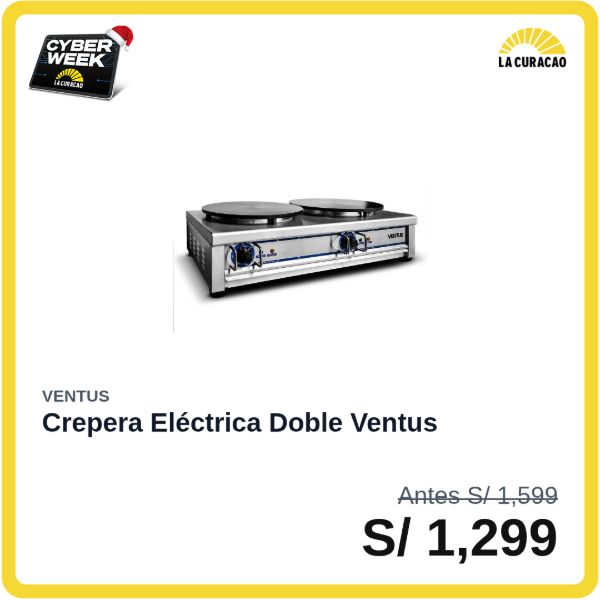 CYBER
WEEK
LA CURACAO
LA CURACAO
VENTUS
VENTUS
Crepera Eléctrica Doble Ventus
Antes S/ 1,599
S/ 1,299